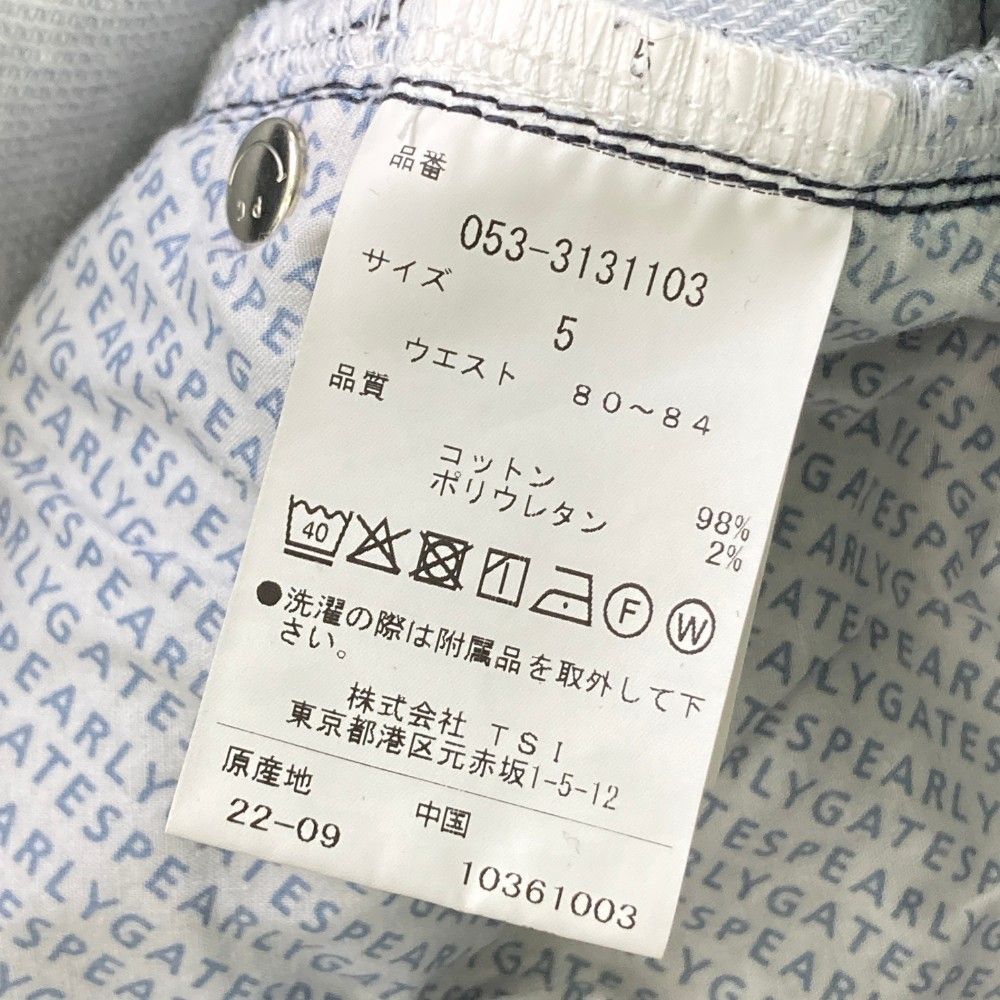 品番
053-3131103
サイズ
5
ウエスト 80~84
品質
コットン 98%
ポリウレタン 2%
40
F
W
●洗濯の際は附属品を取外して下
さい。
株式会社 TSI
東京都港区元赤坂1-5-12
原産地
22-09 中国
10361003
PG
PEARLYGATES